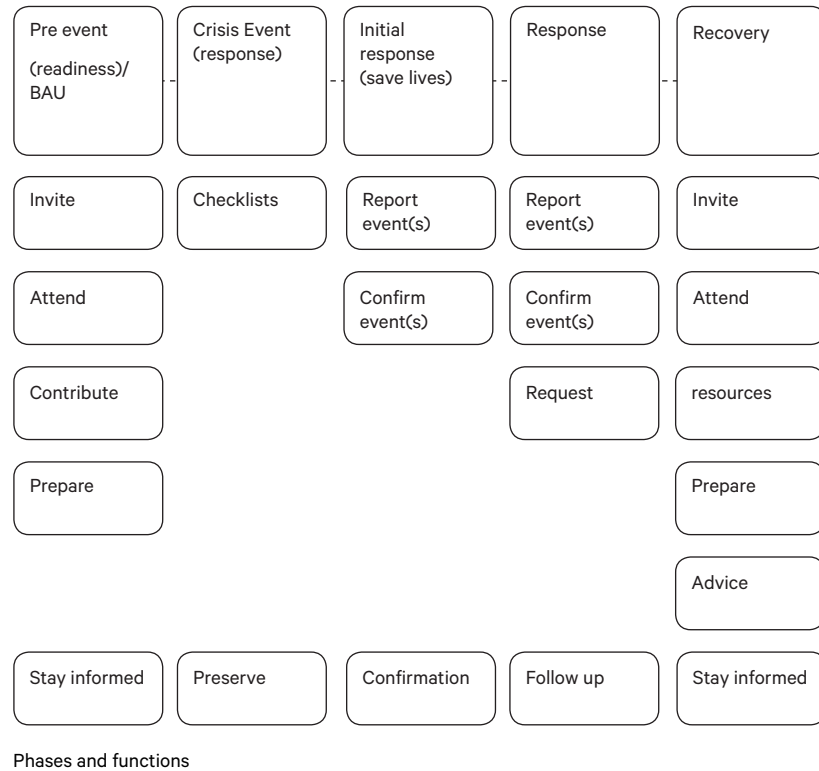 Pre event
(readiness)/
BAU
Crisis Event
(response)
Initial
response
(save lives)
Response
Recovery
Invite
Checklists
Report
event(s)
Report
event(s)
Invite
Attend
Confirm
event(s)
Confirm
event(s)
Attend
Contribute
Request
resources
Prepare
Prepare
Advice
Stay informed
Preserve
Confirmation
Follow up
Stay informed
Phases and functions